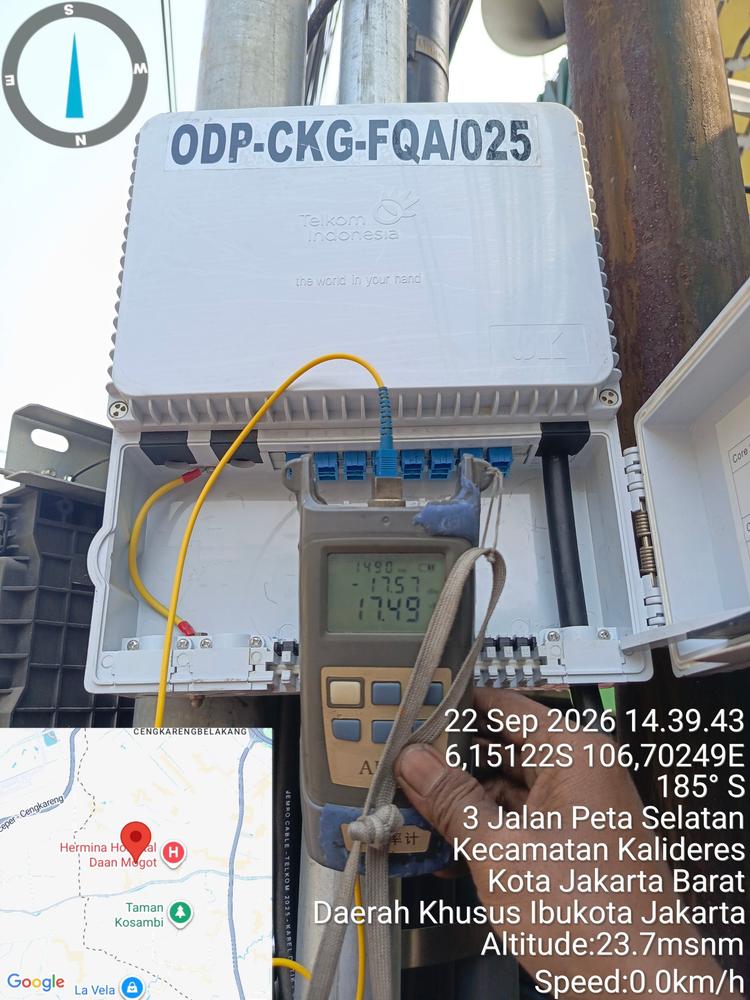 S
W
E
N
ODP-CKG-FQA/025
Telkom
Indonesia
the world in your hand
Core
1490
-17.57
17.49
22 Sep 2026 14.39.43
6,15122S 106,70249E
185° S
3 Jalan Peta Selatan
Kecamatan Kalideres
Kota Jakarta Barat
Daerah Khusus Ibukota Jakarta
Altitude:23.7msnm
Speed:0.0km/h
CENGKARENGBELAKANG
Hermina Hospital
Daan Mogot
H
Taman
Kosambi
La Vela
Google